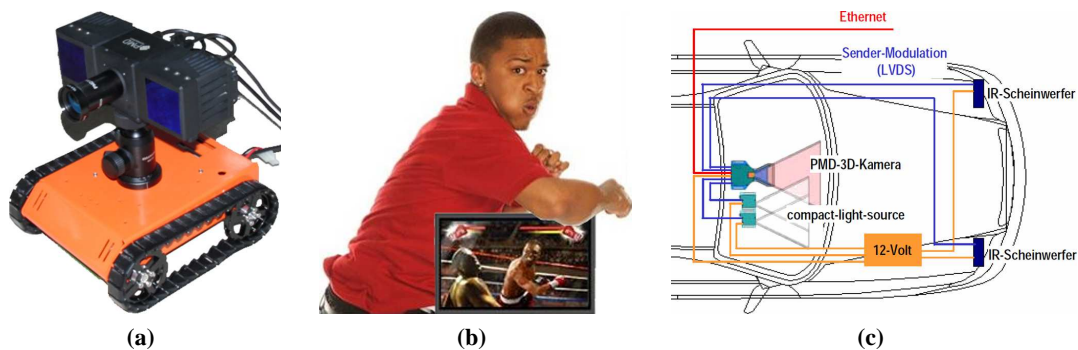 Ethernet
Sender-Modulation
(LVDS)
IR-Scheinwerfer
PMD-3D-Kamera
compact-light-source
12-Volt
IR-Scheinwerfer
(a)
(b)
(c)